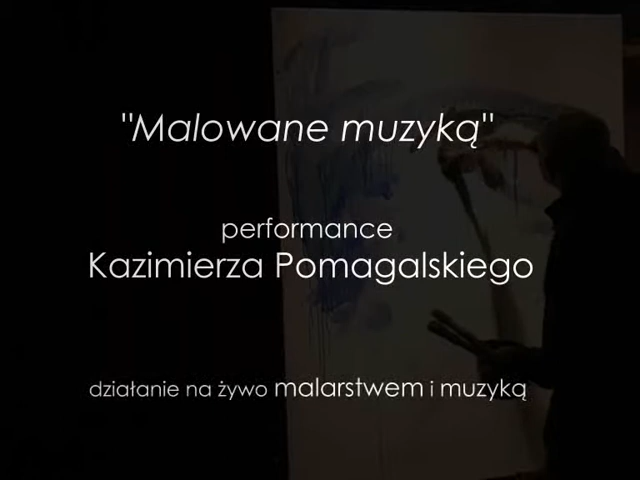 "Malowane muzyką"
performance
Kazimierza Pomagalskiego
działanie na żywo malarstwem i muzyką